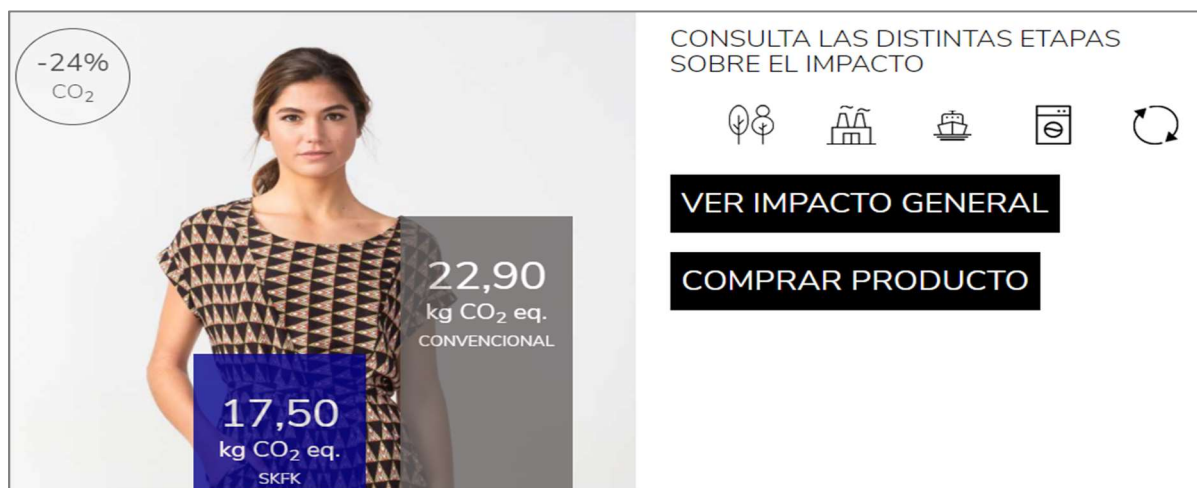 -24%
CO₂
22,90
kg CO₂ eq.
CONVENCIONAL
17,50
kg CO₂ eq.
SKFK
CONSULTA LAS DISTINTAS ETAPAS
SOBRE EL IMPACTO
VER IMPACTO GENERAL
COMPRAR PRODUCTO